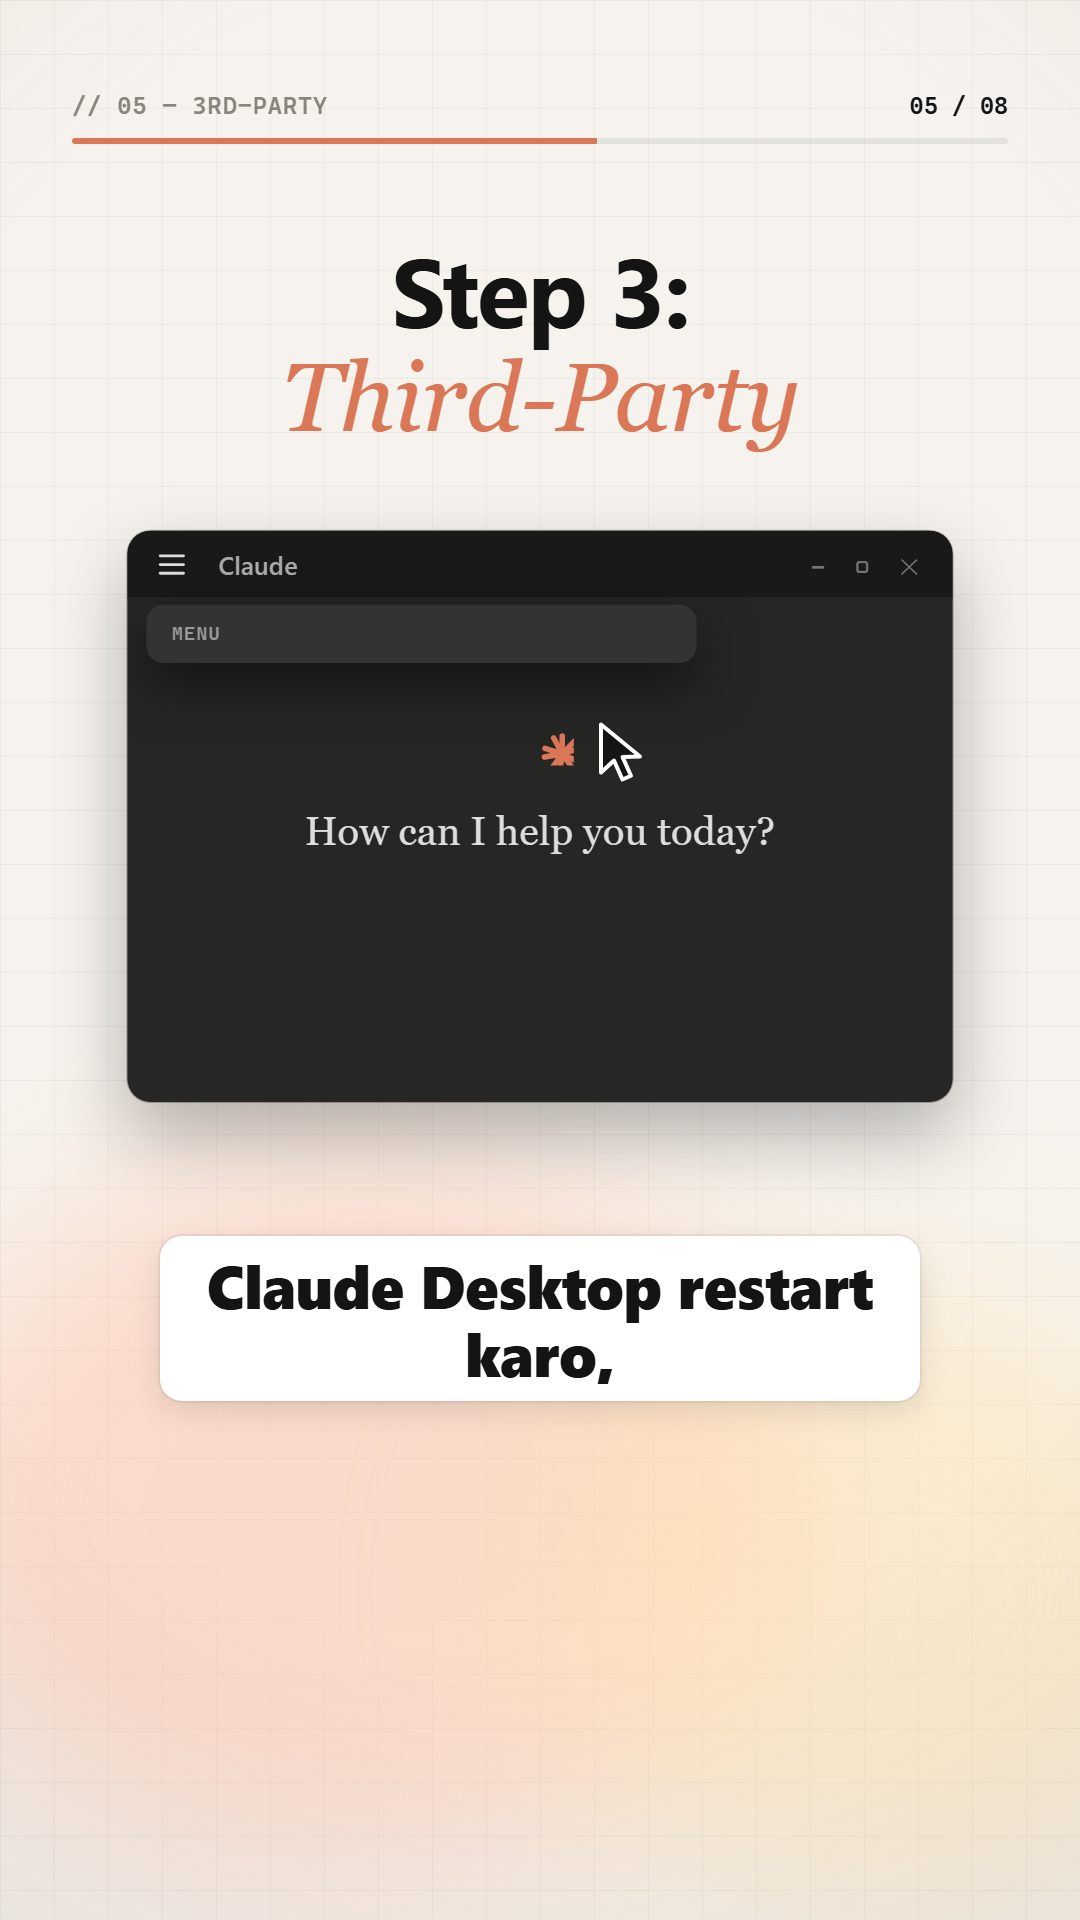 // 05 — 3RD-PARTY
05 / 08
Step 3:
Third-Party
Claude
MENU
How can I help you today?
Claude Desktop restart
karo,